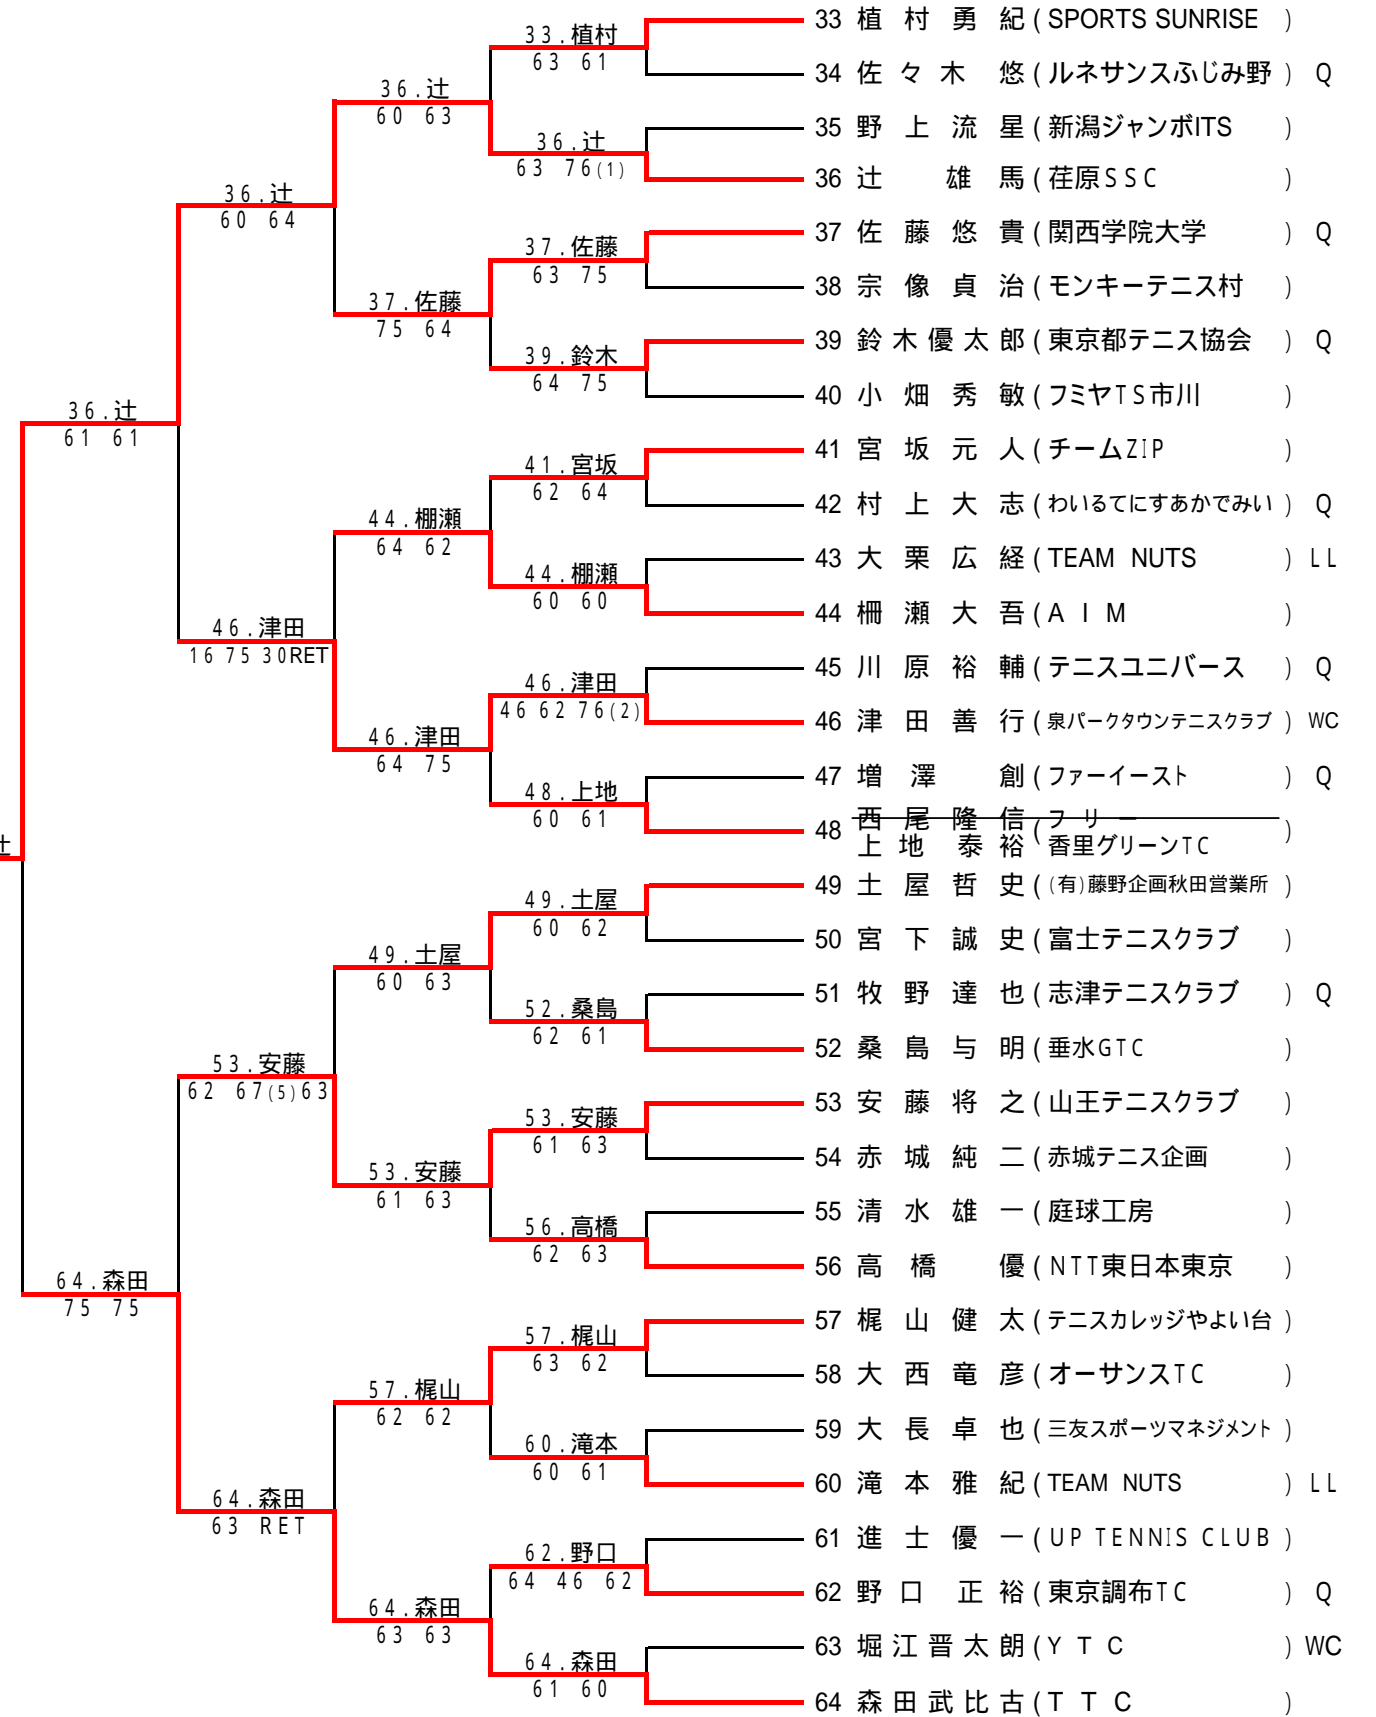 33 植村勇紀 ( SPORTS SUNRISE )
33.植村
63 61
34 佐々木悠 ( ルネサンスふじみ野 ) Q
36.辻
60 63
35 野上流星 ( 新潟ジャンボITS )
36.辻
63 76(1)
36 辻雄馬 ( 荏原SSC )
36.辻
60 64
37 佐藤悠貴 ( 関西学院大学 ) Q
37.佐藤
63 75
38 宗像貞治 ( モンキーテニス村 )
37.佐藤
75 64
39 鈴木優太郎 ( 東京都テニス協会 ) Q
39.鈴木
64 75
40 小畑秀敏 ( フミヤTS市川 )
36.辻
61 61
41 宮坂元人 ( チームZIP )
41.宮坂
62 64
42 村上大志 ( わいるてにすあかでみい ) Q
44.棚瀬
64 62
43 大栗広経 ( TEAM NUTS ) LL
44.棚瀬
60 60
44 柵瀬大吾 ( AIM )
46.津田
16 75 30RET
45 川原裕輔 ( テニスユニバース ) Q
46.津田
46 62 76(2)
46 津田善行 ( 泉パークタウンテニスクラブ ) WC
46.津田
64 75
47 増澤創 ( ファーイースト ) Q
48.上地
60 61
48 西尾隆信 ( フリー )
上地泰裕 香里グリーンTC
辻
49 土屋哲史 ( (有)藤野企画秋田営業所 )
49.土屋
60 62
50 宮下誠史 ( 富士テニスクラブ )
49.土屋
60 63
51 牧野達也 ( 志津テニスクラブ ) Q
52.桑島
62 61
52 桑島与明 ( 垂水GTC )
53.安藤
62 67(5)63
53 安藤将之 ( 山王テニスクラブ )
53.安藤
61 63
54 赤城純二 ( 赤城テニス企画 )
53.安藤
61 63
55 清水雄一 ( 庭球工房 )
56.高橋
62 63
56 高橋優 ( NTT東日本東京 )
64.森田
75 75
57 梶山健太 ( テニスカレッジやよい台 )
57.梶山
63 62
58 大西竜彦 ( オーサンスTC )
57.梶山
62 62
59 大長卓也 ( 三友スポーツマネジメント )
60.滝本
60 61
60 滝本雅紀 ( TEAM NUTS ) LL
64.森田
63 RET
61 進士優一 ( UP TENNIS CLUB )
62.野口
64 46 62
62 野口正裕 ( 東京調布TC ) Q
64.森田
63 63
63 堀江晋太朗 ( YTC ) WC
64.森田
61 60
64 森田武比古 ( TTC )